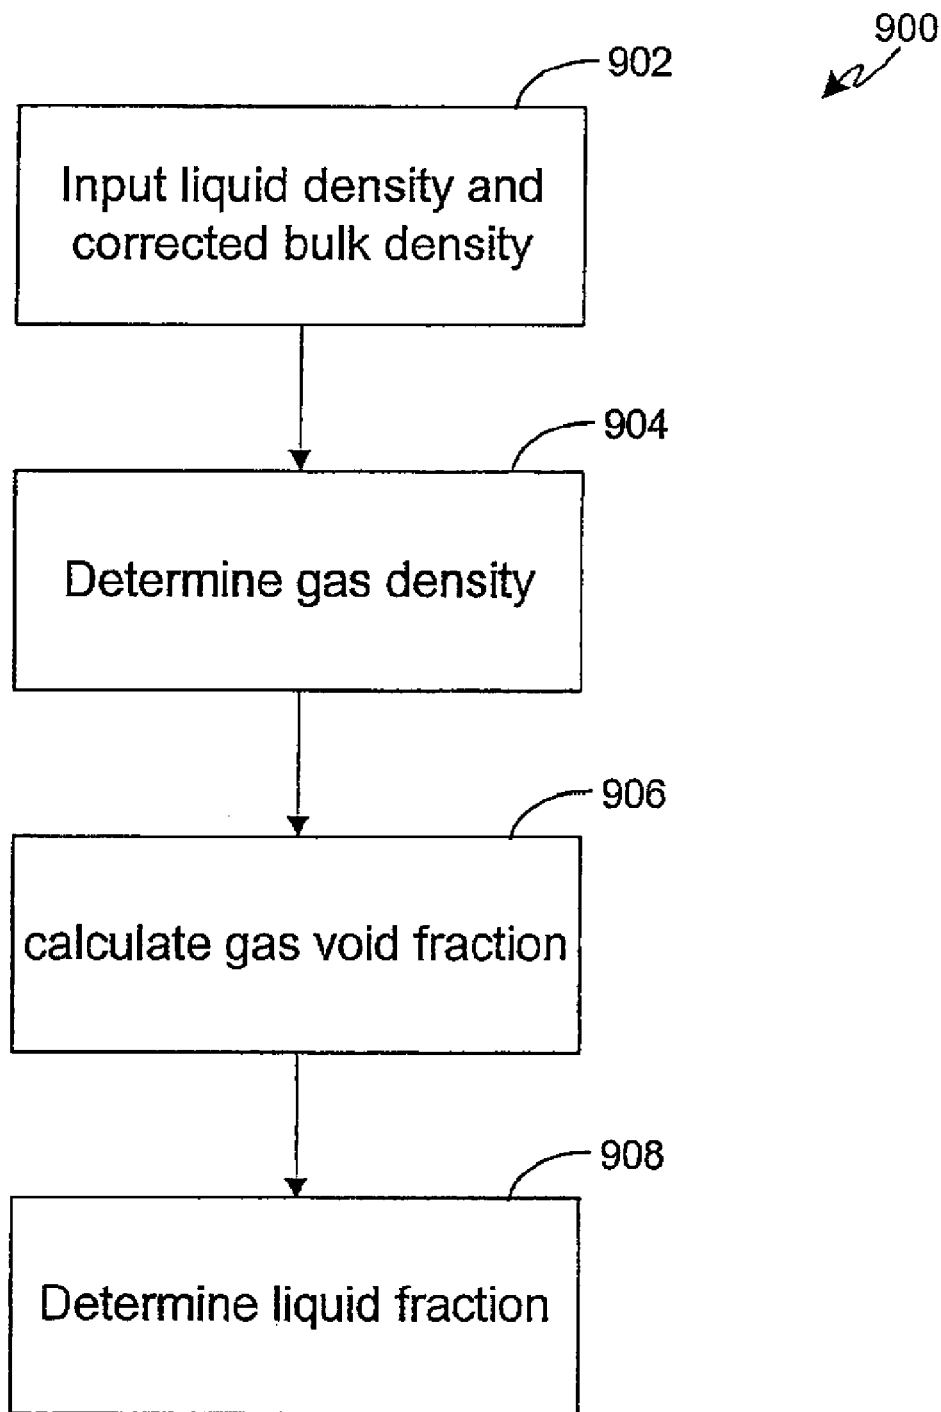 900
902
Input liquid density and
corrected bulk density
904
Determine gas density
906
calculate gas void fraction
908
Determine liquid fraction